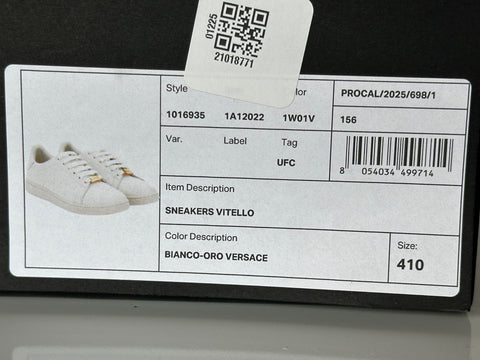 01225
21018771
Style
lor
PROCAL/2025/698/1
1016935 1A12022 1W01V
156
Var. Label Tag
UFC
8 054034 499714
Item Description
SNEAKERS VITELLO
Color Description
BIANCO-ORO VERSACE
Size:
410